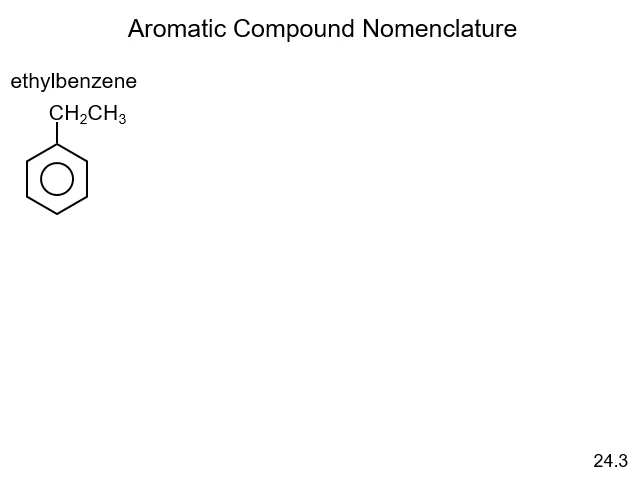 Aromatic Compound Nomenclature
ethylbenzene
CH₂CH₃
24.3